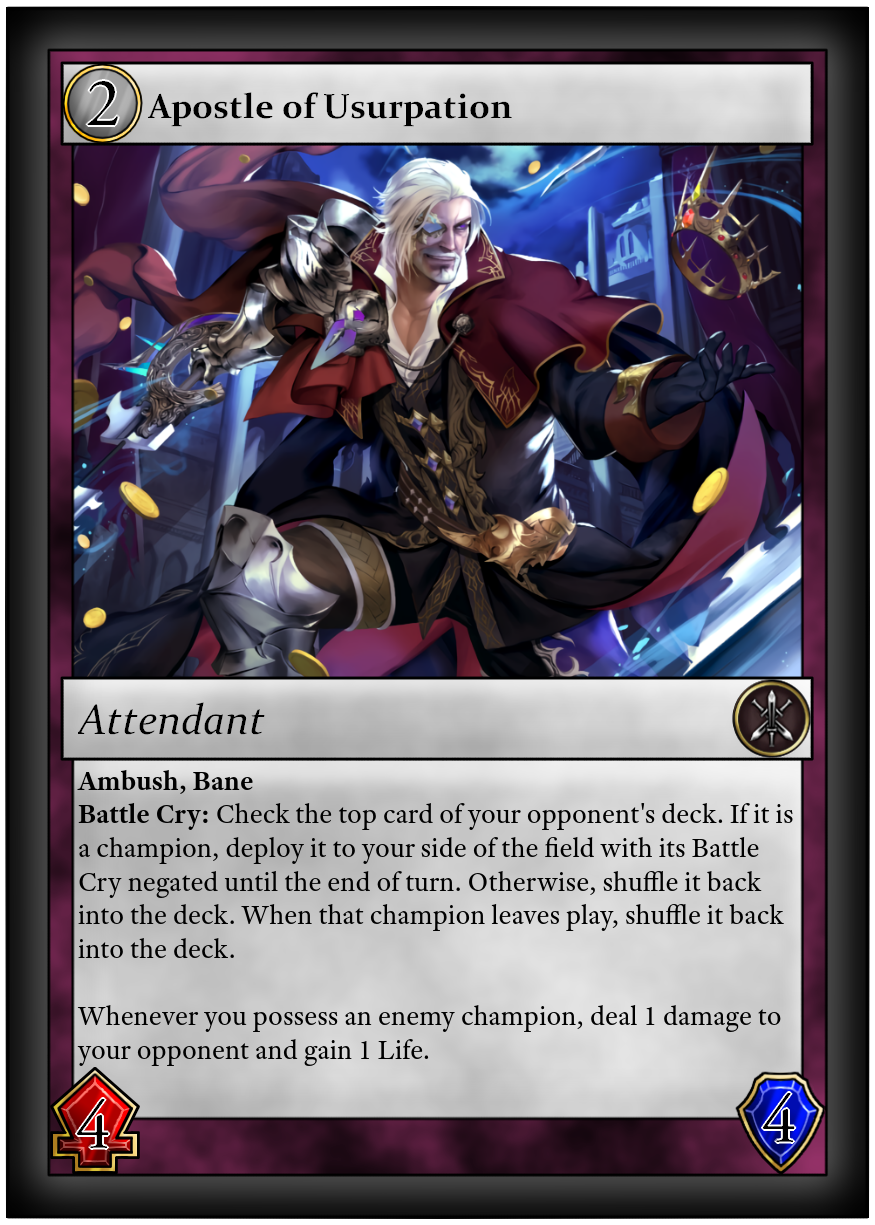 2 Apostle of Usurpation
Attendant
Ambush, Bane
Battle Cry: Check the top card of your opponent's deck. If it is
a champion, deploy it to your side of the field with its Battle
Cry negated until the end of turn. Otherwise, shuffle it back
into the deck. When that champion leaves play, shuffle it back
into the deck.
Whenever you possess an enemy champion, deal 1 damage to
your opponent and gain 1 Life.
4 4